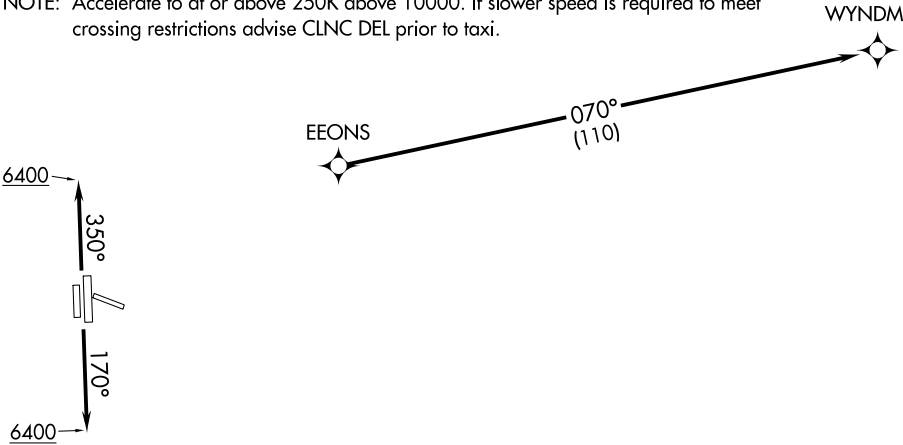 NOTE: Accelerate to at or above 250K above 10000. If slower speed is required to meet
crossing restrictions advise CLNC DEL prior to taxi.
WYNDM
070°
(110)
EEONS
6400
350°
170°
6400